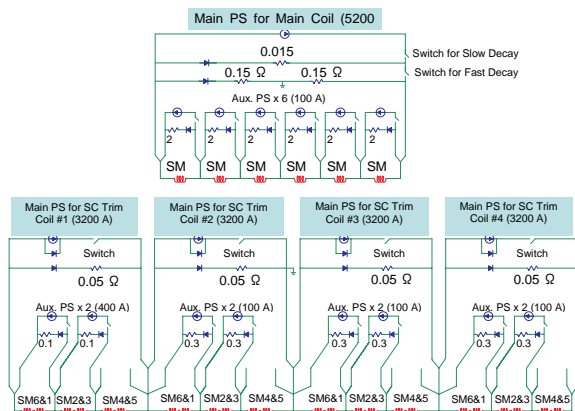 Main PS for Main Coil (5200
0.015
Switch for Slow Decay
0.15 Ω 0.15 Ω
Switch for Fast Decay
Aux. PS x 6 (100 A)
2 2 2 2 2 2
SM SM SM SM SM SM
Main PS for SC Trim
Coil #1 (3200 A)
Main PS for SC Trim
Coil #2 (3200 A)
Main PS for SC Trim
Coil #3 (3200 A)
Main PS for SC Trim
Coil #4 (3200 A)
Switch Switch Switch Switch
0.05 Ω 0.05 Ω 0.05 Ω 0.05 Ω
Aux. PS x 2 (400 A) Aux. PS x 2 (100 A) Aux. PS x 2 (100 A) Aux. PS x 2 (100 A)
0.1 0.1 0.3 0.3 0.3 0.3 0.3 0.3
SM6&1 SM2&3 SM4&5 SM6&1 SM2&3 SM4&5 SM6&1 SM2&3 SM4&5 SM6&1 SM2&3 SM4&5